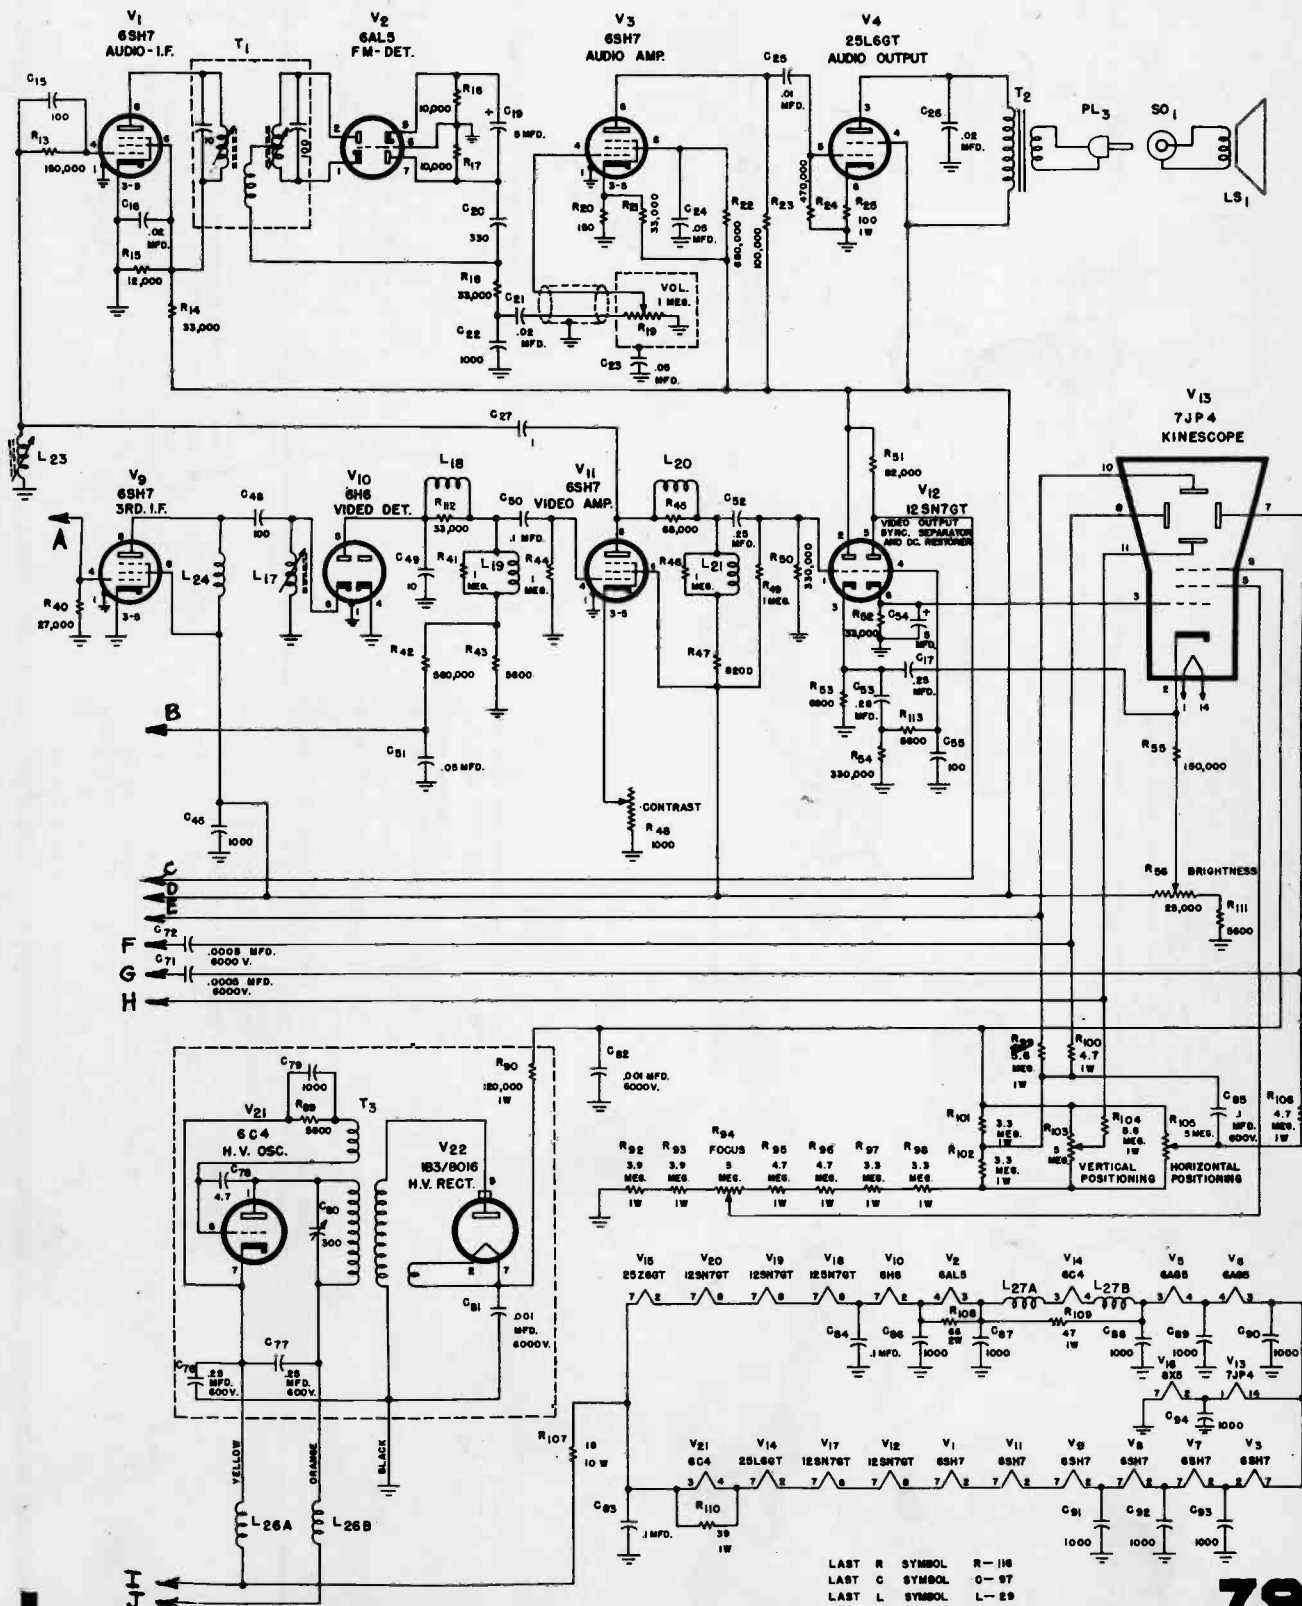 V1
6SH7
AUDIO-I.F.
T1
V2
6AL5
FM-DET.
V3
6SH7
AUDIO AMP.
V4
25L6GT
AUDIO OUTPUT
C15
100
R13
150,000
C16
.02
MFD.
R15
12,000
R14
33,000
10
100
R16
10,000
R17
10,000
C19
5 MFD.
C20
330
R18
33,000
C21
.02
MFD.
C22
1000
R20
150
R21
33,000
C24
.05
MFD.
R22
680,000
R23
100,000
VOL.
1 MEG.
R19
C23
.05
MFD.
C25
.01
MFD.
R24
470,000
R25
100
1W
C26
.02
MFD.
T2
PL3
SO1
LS1
L23
C27
1
V9
6SH7
3RD. I.F.
A
R40
27,000
L24
C48
100
L17
V10
6H6
VIDEO DET.
L18
R112
33,000
C49
10
R41
1
MEG.
L19
C50
.1 MFD.
R44
1
MEG.
V11
6SH7
VIDEO AMP.
L20
R45
68,000
C52
.25
MFD.
R46
1
MEG.
L21
R49
1 MEG.
R50
330,000
R51
82,000
V12
12SN7GT
VIDEO OUTPUT
SYNC. SEPARATOR
AND DC. RESTORER
R52
33,000
C54
5
MFD.
C17
.25
MFD.
R53
6800
C53
.25
MFD.
R113
5600
R54
330,000
C55
100
V13
7JP4
KINESCOPE
R55
150,000
R56
BRIGHTNESS
25,000
R111
5600
R42
560,000
R43
5600
R47
8200
B
C51
.05 MFD.
CONTRAST
R48
1000
C45
1000
C
D
E
F
C72
.0005 MFD.
6000 V.
G
C71
.0005 MFD.
6000V.
H
C79
1000
R89
5600
T3
V21
6C4
H.V. OSC.
C78
4.7
C80
300
V22
1B3/8016
H.V. RECT.
R90
120,000
1W
C81
.001
MFD.
6000V.
C82
.001 MFD.
6000V.
C76
.25
MFD.
600V.
C77
.25
MFD.
600V.
YELLOW
ORANGE
BLACK
L26A
L26B
I
J
R92
3.9
MEG.
1W
R93
3.9
MEG.
1W
R94
FOCUS
5
MEG.
R95
4.7
MEG.
1W
R96
4.7
MEG.
1W
R97
3.3
MEG.
1W
R98
3.3
MEG.
1W
R99
5.6
MEG.
1W
R100
4.7
1W
R101
3.3
MEG.
1W
R102
3.3
MEG.
1W
R103
5
MEG.
R104
5.6
MEG.
1W
VERTICAL
POSITIONING
R105
5 MEG.
HORIZONTAL
POSITIONING
C85
.1
MFD.
600V.
R106
4.7
MEG.
1W
V15
25Z6GT
V20
12SN7GT
V19
12SN7GT
V18
12SN7GT
V10
6H6
V2
6AL5
L27A
V14
6C4
L27B
V5
6AG5
V6
6AG5
C84
.1 MFD.
C86
1000
R108
2W
C87
1000
R109
47
1W
C88
1000
C89
1000
C90
1000
V16
V13
7JP4
C94
1000
R107
18
10 W
C83
.1 MFD.
V21
6C4
R110
39
1W
V14
25L6GT
V17
12SN7GT
V12
12SN7GT
V1
6SH7
V11
6SH7
V9
6SH7
V8
6SH7
V7
6SH7
V3
6SH7
C91
1000
C92
1000
C93
1000
LAST R SYMBOL R-116
LAST C SYMBOL C-97
LAST L SYMBOL L-29
79